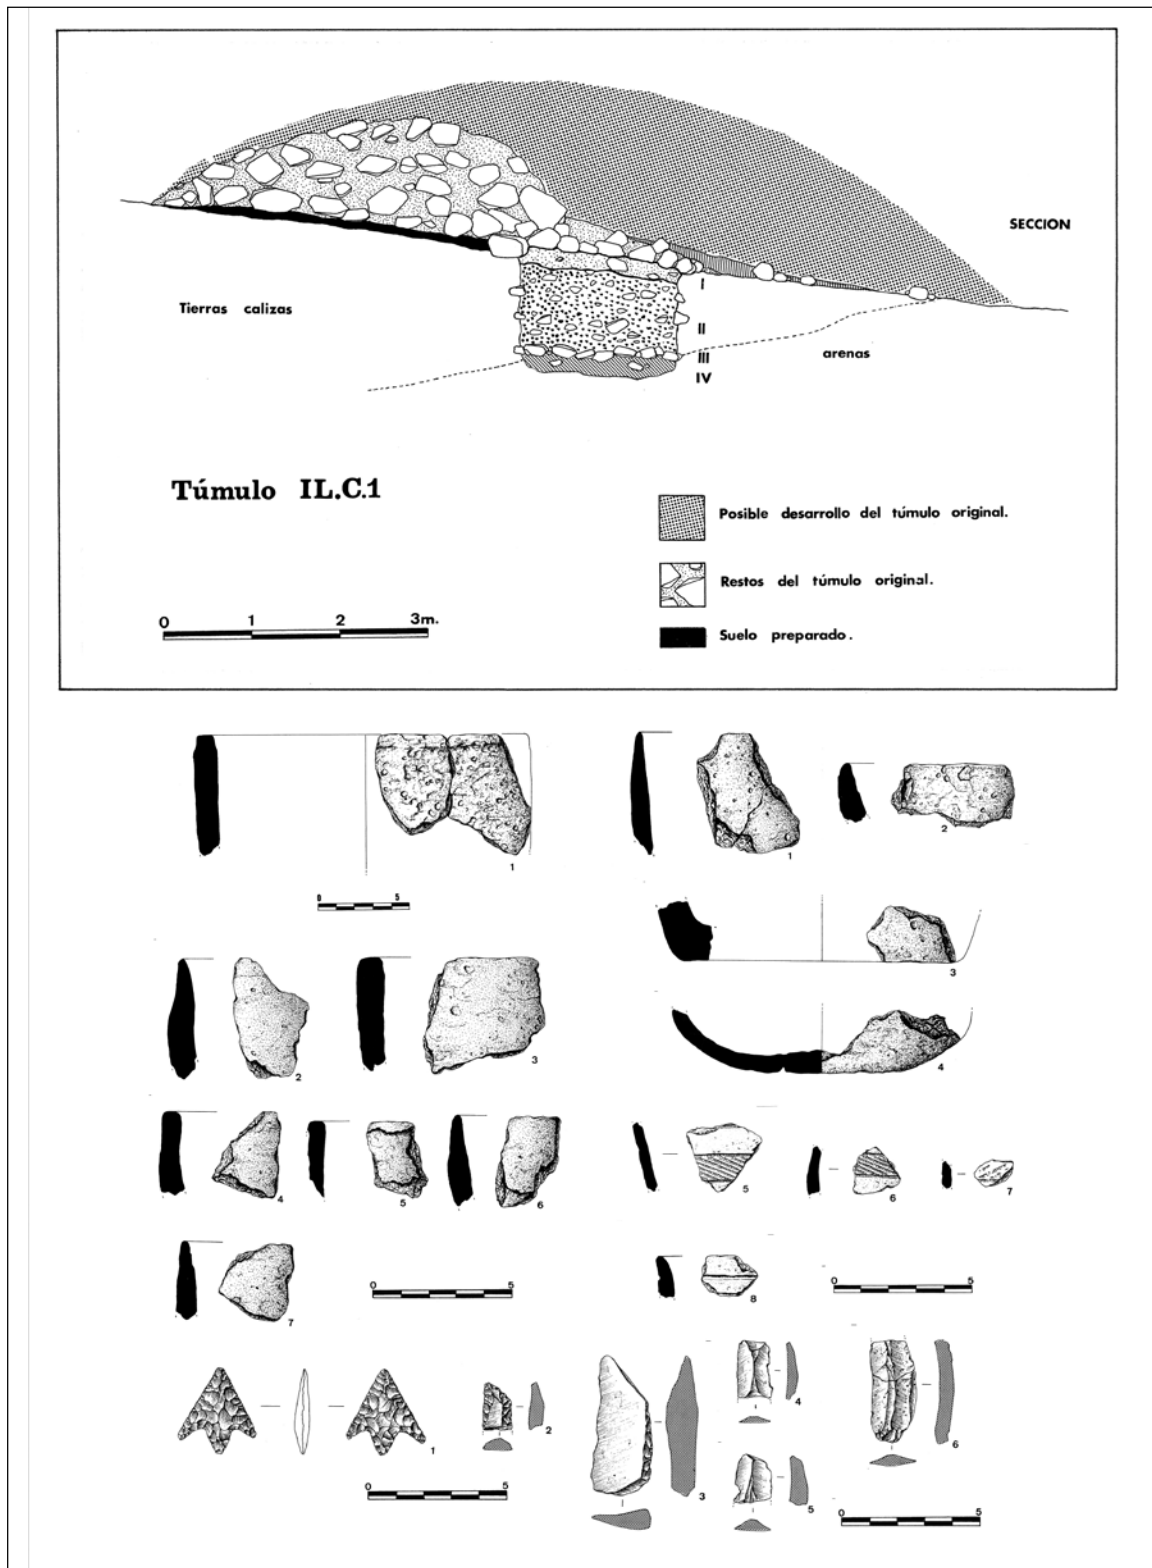 SECCION
Tierras calizas
I
II
III
IV
arenas
Túmulo IL.C.1
Posible desarrollo del túmulo original.
Restos del túmulo original.
Suelo preparado.
0 1 2 3m.
1
1
2
0 5
3
2
3
4
4
5
6
5
6
7
7
0 5
8
0 5
1
2
3
4
5
6
0 5
0 5